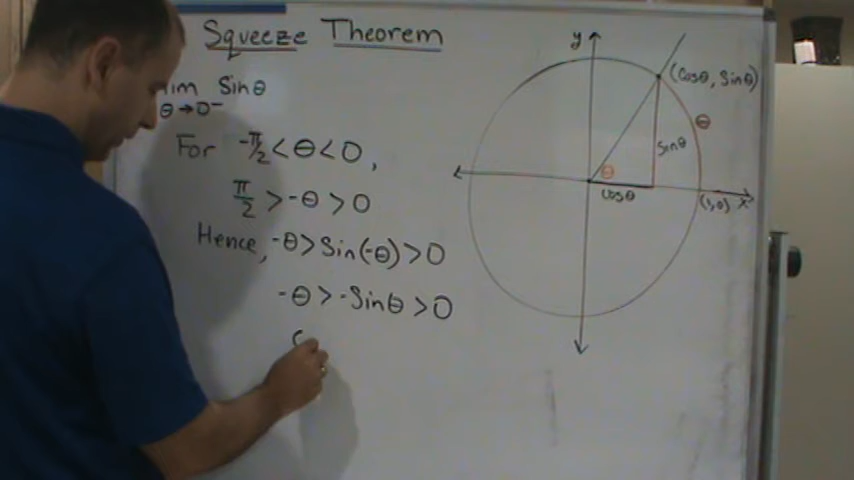 Squeeze Theorem
Sinθ
θ→0⁻
For -π/2 < θ < 0,
π/2 > -θ > 0
Hence, -θ > Sin(-θ) > 0
-θ > -Sinθ > 0
y
(Cosθ, Sinθ)
θ
Sinθ
θ
Cosθ
(1,0)
x